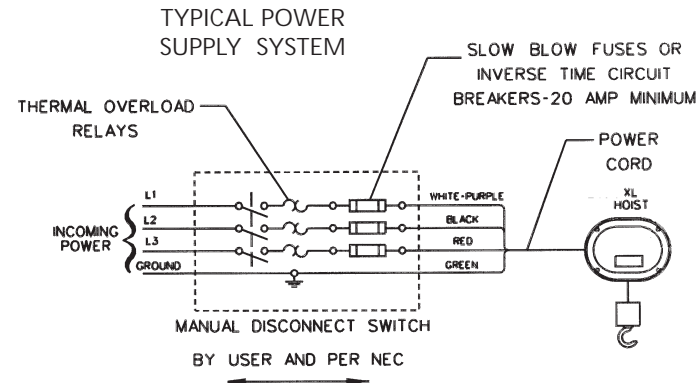 TYPICAL POWER
SUPPLY SYSTEM
SLOW BLOW FUSES OR
INVERSE TIME CIRCUIT
BREAKERS-20 AMP MINIMUM
THERMAL OVERLOAD
RELAYS
POWER
CORD
L1
WHITE-PURPLE
XL
HOIST
L2
BLACK
INCOMING
POWER
L3
RED
GROUND
GREEN
MANUAL DISCONNECT SWITCH
BY USER AND PER NEC